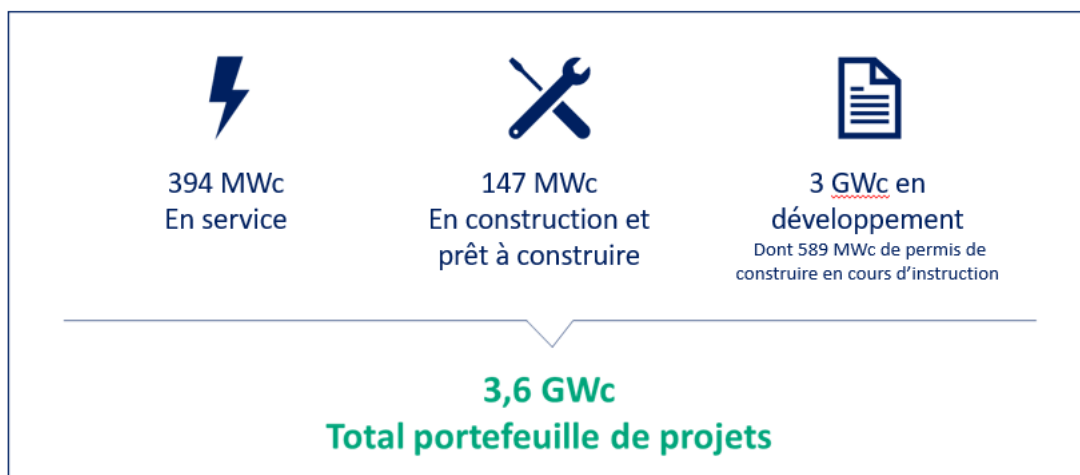 394 MWc
En service
147 MWc
En construction et
prêt à construire
3 GWc en
développement
Dont 589 MWc de permis de
construire en cours d'instruction
3,6 GWc
Total portefeuille de projets